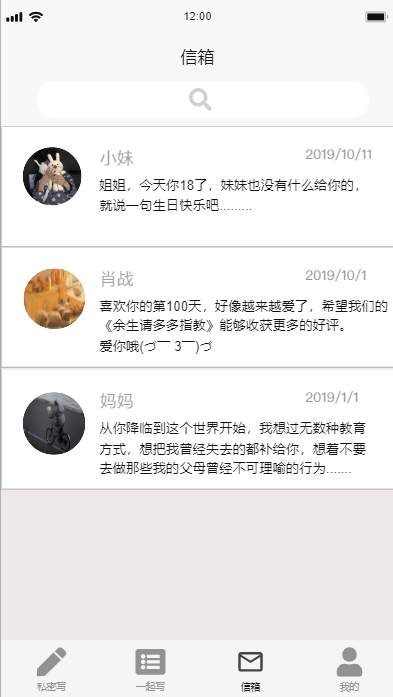 12:00
信箱
小妹
2019/10/11
姐姐，今天你18了，妹妹也没有什么给你的，
就说一句生日快乐吧.........
肖战
2019/10/1
喜欢你的第100天，好像越来越爱了，希望我们的
《余生请多多指教》能够收获更多的好评。
爱你哦(づ￣ 3￣)づ
妈妈
2019/1/1
从你降临到这个世界开始，我想过无数种教育
方式，想把我曾经失去的都补给你，想着不要
去做那些我的父母曾经不可理喻的行为.......
私密写
一起写
信箱
我的